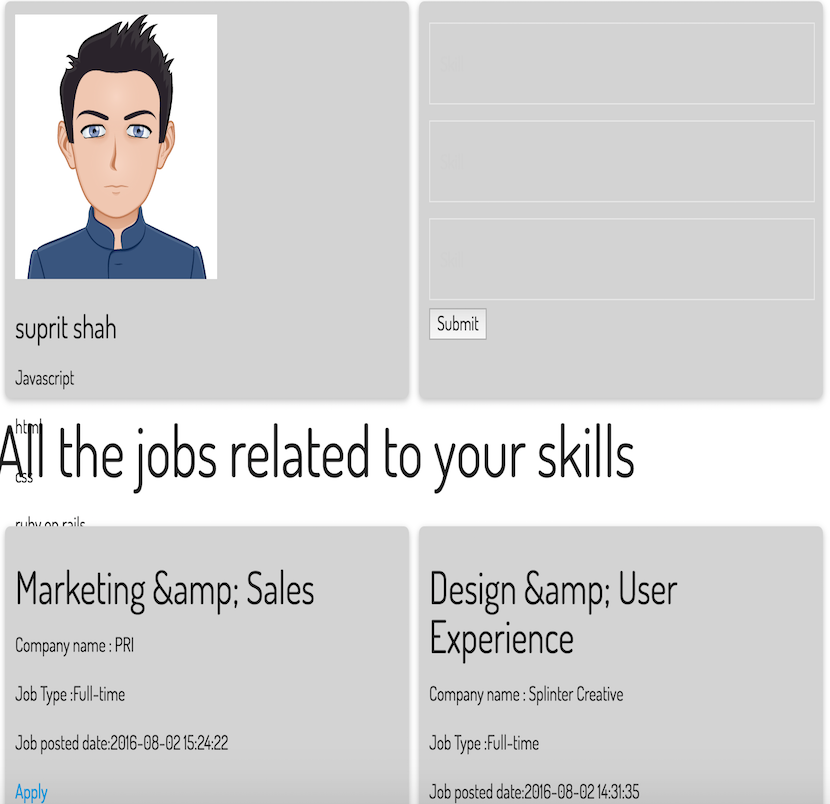 Submit
suprit shah
Javascript
html
All the jobs related to your skills
css
ruby on rails
Marketing &amp; Sales
Company name : PRI
Job Type :Full-time
Job posted date:2016-08-02 15:24:22
Apply
Design &amp; User
Experience
Company name : Splinter Creative
Job Type :Full-time
Job posted date:2016-08-02 14:31:35